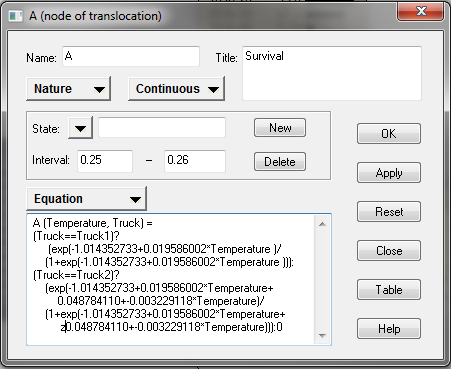 A (node of translocation)
Name: A Title: Survival
Nature Continuous
State: New OK
Interval: 0.25 – 0.26 Delete
Apply
Equation
Reset
A (Temperature, Truck) =
(Truck==Truck1)?
(exp(-1.014352733+0.019586002*Temperature )/
(1+exp(-1.014352733+0.019586002*Temperature ))):
(Truck==Truck2)?
(exp(-1.014352733+0.019586002*Temperature+
0.048784110+-0.003229118*Temperature)/
(1+exp(-1.014352733+0.019586002*Temperature+
z0.048784110+-0.003229118*Temperature))):0
Close
Table
Help